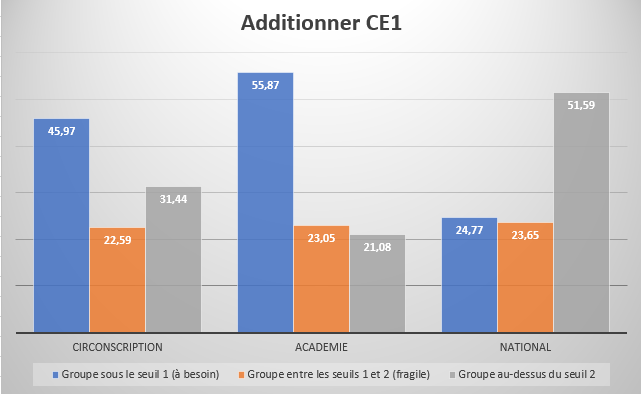 Additionner CE1
45,97
22,59
31,44
55,87
23,05
21,08
24,77
23,65
51,59
CIRCONSCRIPTION
ACADEMIE
NATIONAL
Groupe sous le seuil 1 (à besoin)
Groupe entre les seuils 1 et 2 (fragile)
Groupe au-dessus du seuil 2